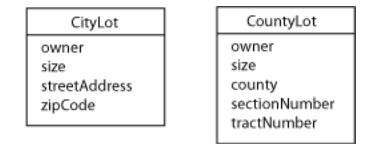 CityLot
owner
size
streetAddress
zipCode
CountyLot
owner
size
county
sectionNumber
tractNumber